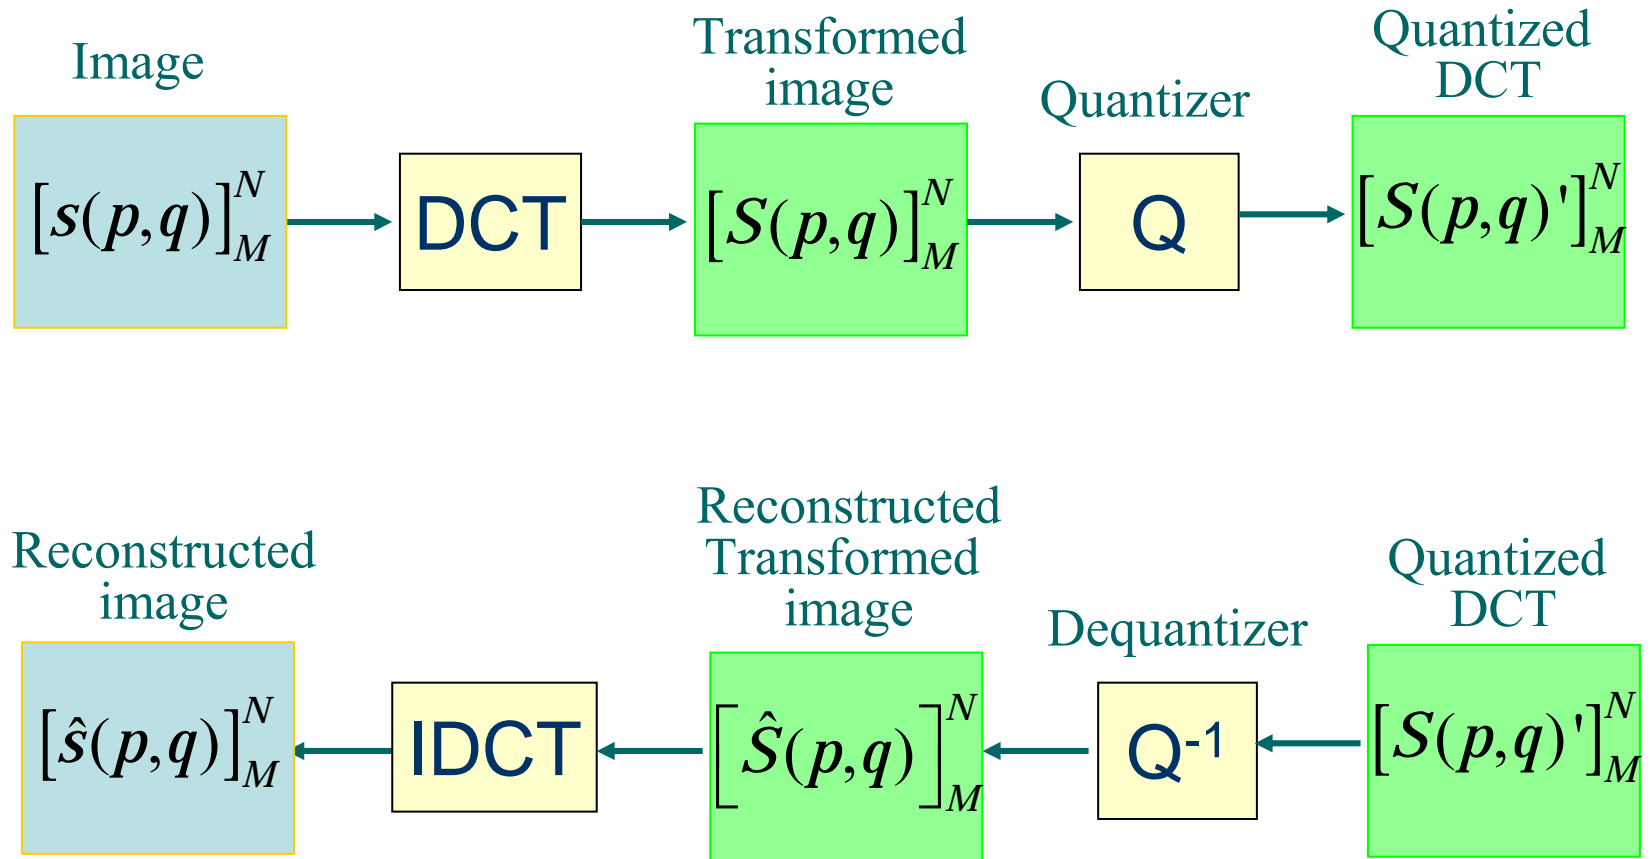 Image
Transformed
image
Quantizer
Quantized
DCT
[s(p,q)]_M^N
DCT
[S(p,q)]_M^N
Q
[S(p,q)']_M^N
Reconstructed
image
Reconstructed
Transformed
image
Dequantizer
Quantized
DCT
[ŝ(p,q)]_M^N
IDCT
[Ŝ(p,q)]_M^N
Q⁻¹
[S(p,q)']_M^N